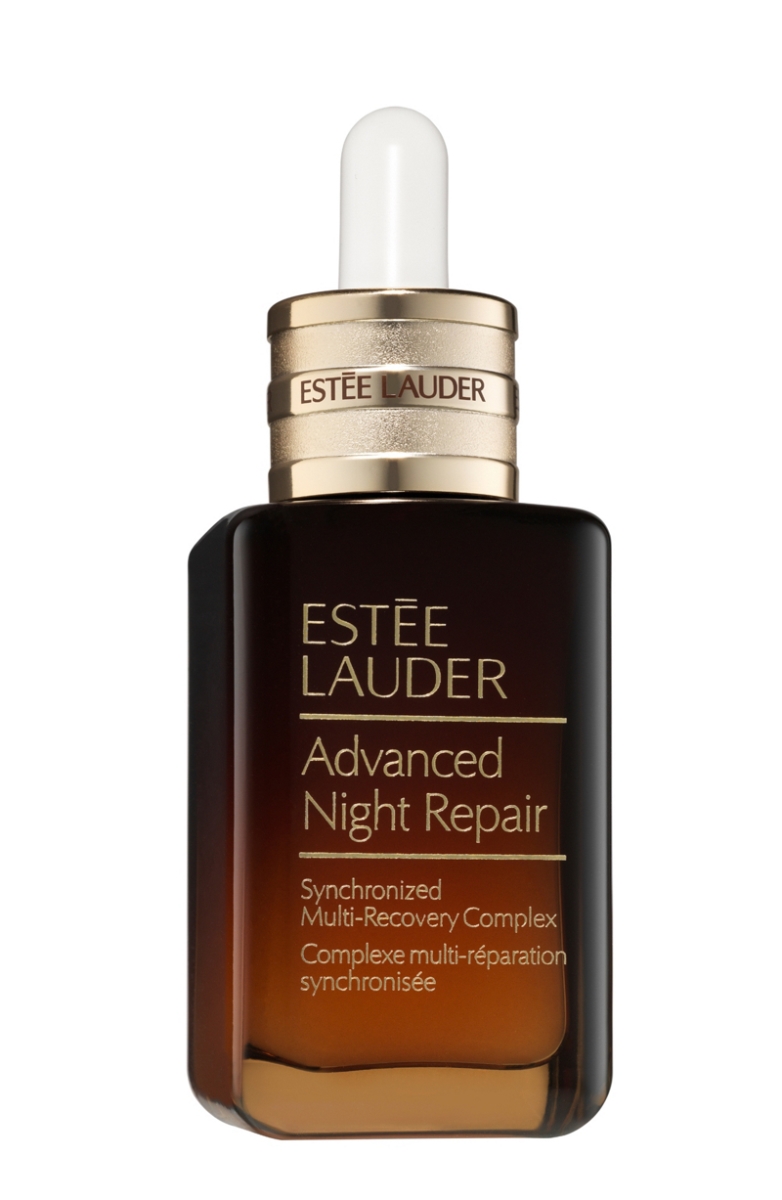 ESTĒE LAUDER
ESTĒE
LAUDER
Advanced
Night Repair
Synchronized
Multi-Recovery Complex
Complexe multi-réparation
synchronisée